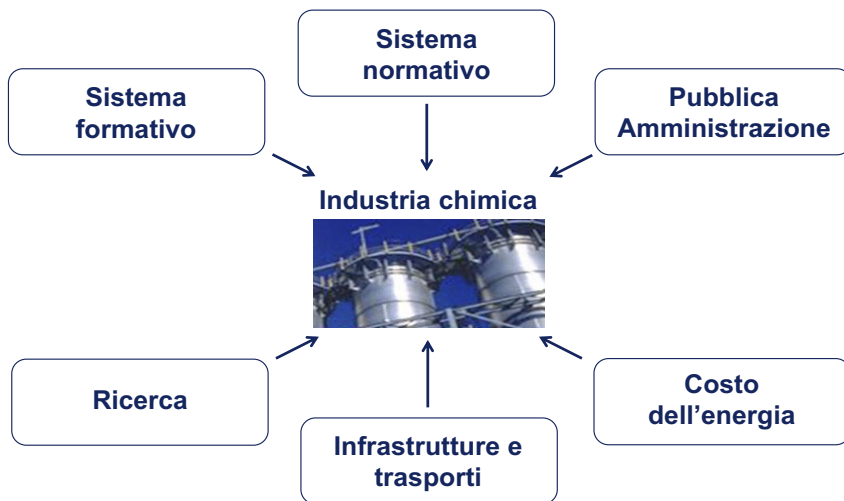 Sistema
normativo
Sistema
formativo
Pubblica
Amministrazione
Industria chimica
Ricerca
Costo
dell’energia
Infrastrutture e
trasporti